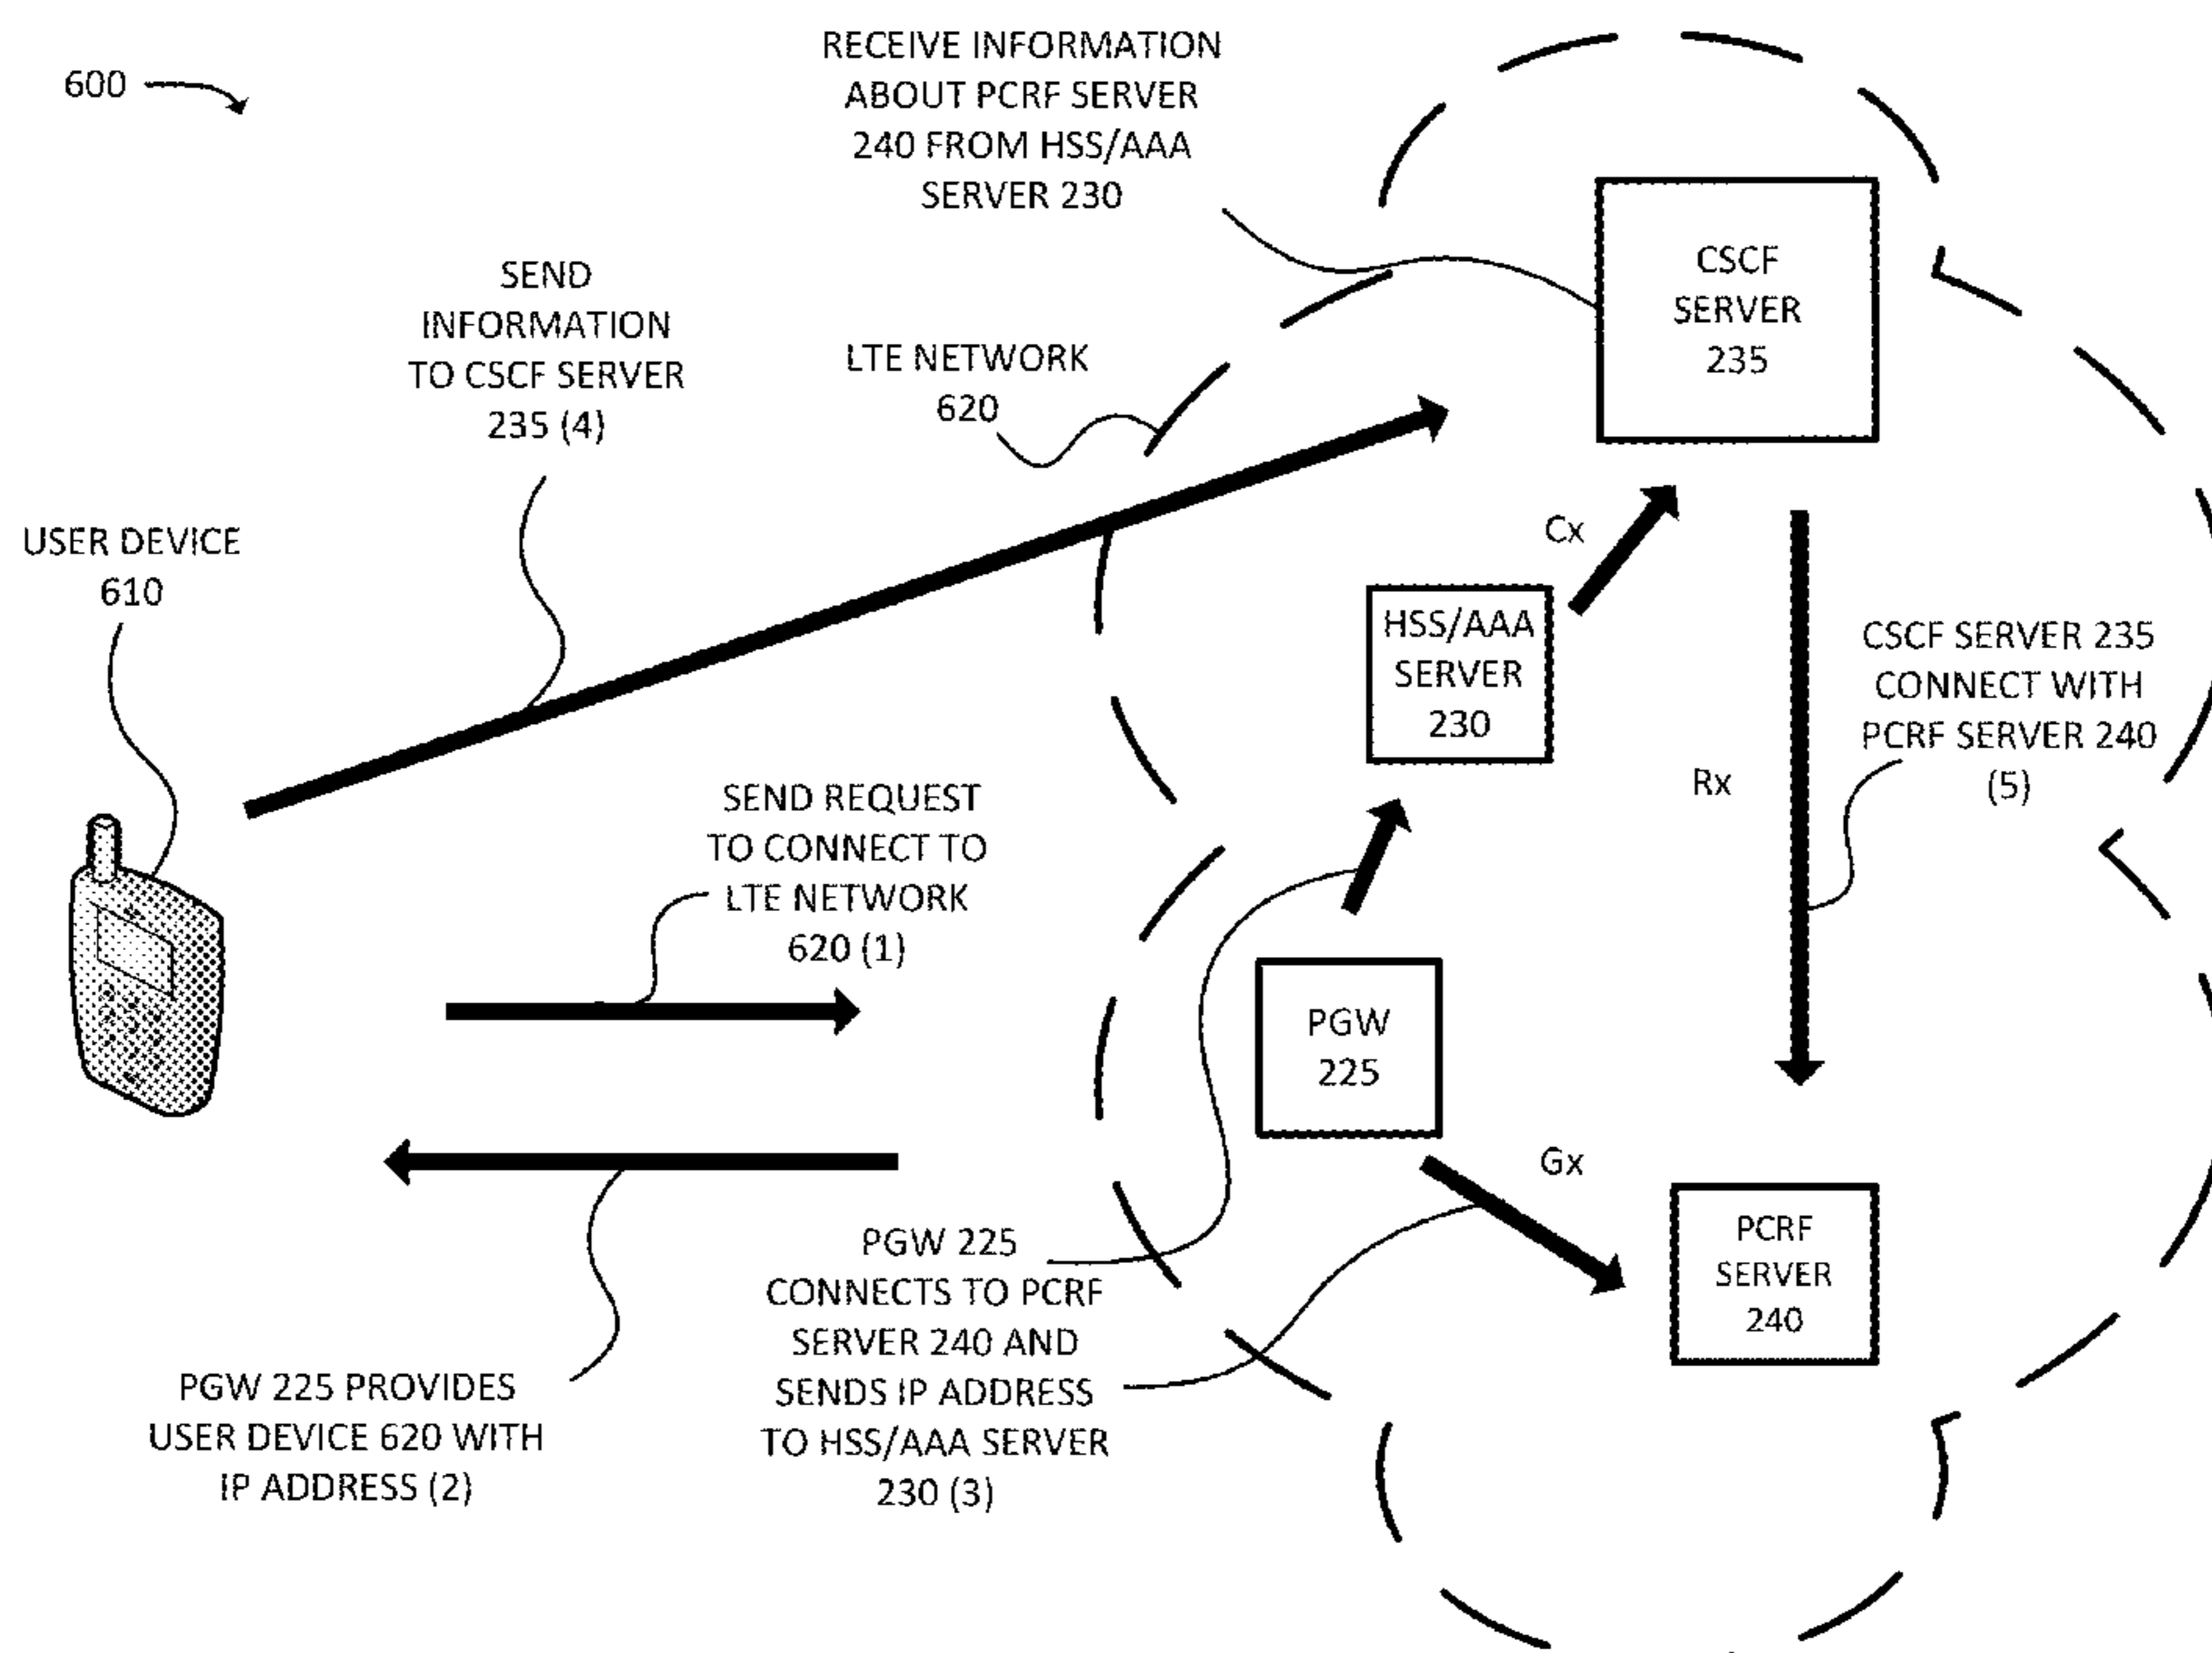 600
RECEIVE INFORMATION
ABOUT PCRF SERVER
240 FROM HSS/AAA
SERVER 230
CSCF
SERVER
235
SEND
INFORMATION
TO CSCF SERVER
235 (4)
LTE NETWORK
620
USER DEVICE
610
Cx
HSS/AAA
SERVER
230
CSCF SERVER 235
CONNECT WITH
PCRF SERVER 240
(5)
Rx
SEND REQUEST
TO CONNECT TO
LTE NETWORK
620 (1)
PGW
225
Gx
PCRF
SERVER
240
PGW 225
CONNECTS TO PCRF
SERVER 240 AND
SENDS IP ADDRESS
TO HSS/AAA SERVER
230 (3)
PGW 225 PROVIDES
USER DEVICE 620 WITH
IP ADDRESS (2)